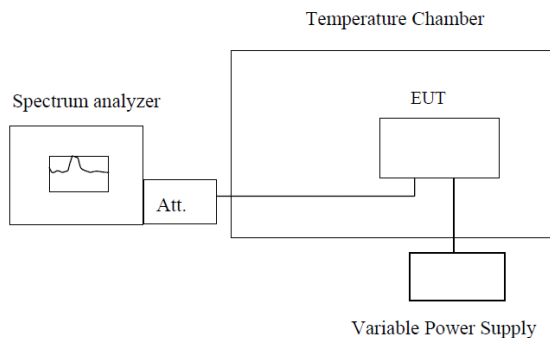 Temperature Chamber
Spectrum analyzer
EUT
Att.
Variable Power Supply